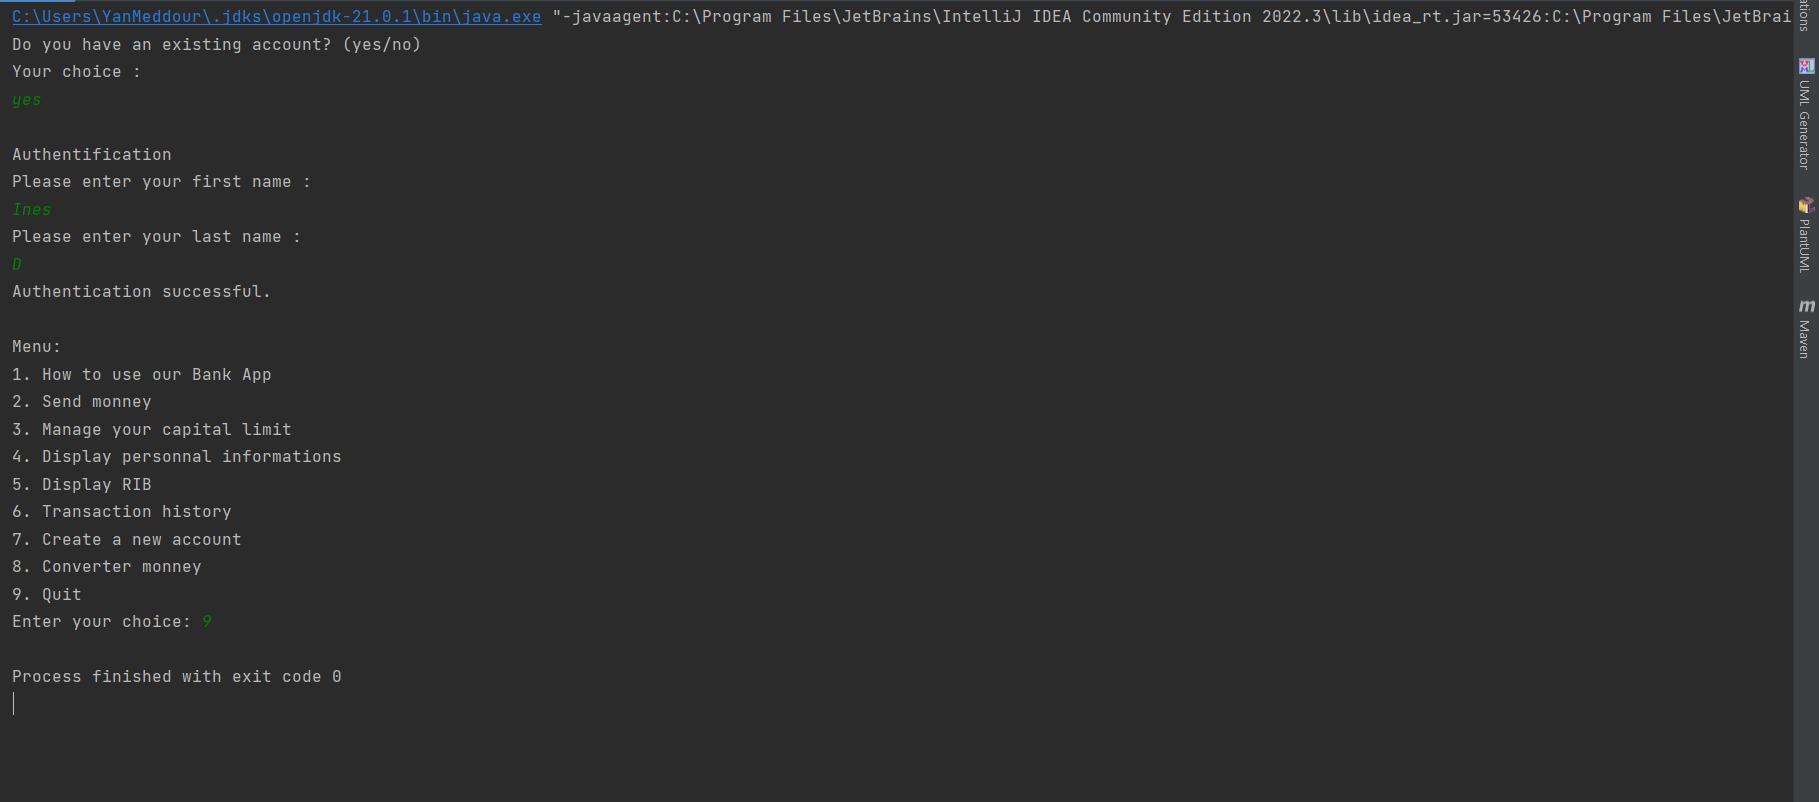 C:\Users\YanMeddour\.jdks\openjdk-21.0.1\bin\java.exe "-javaagent:C:\Program Files\JetBrains\IntelliJ IDEA Community Edition 2022.3\lib\idea_rt.jar=53426:C:\Program Files\JetBrai
Do you have an existing account? (yes/no)
Your choice :
yes
Authentification
Please enter your first name :
Ines
Please enter your last name :
D
Authentication successful.
Menu:
1. How to use our Bank App
2. Send monney
3. Manage your capital limit
4. Display personnal informations
5. Display RIB
6. Transaction history
7. Create a new account
8. Converter monney
9. Quit
Enter your choice: 9
Process finished with exit code 0
UML Generator
PlantUML
m Maven